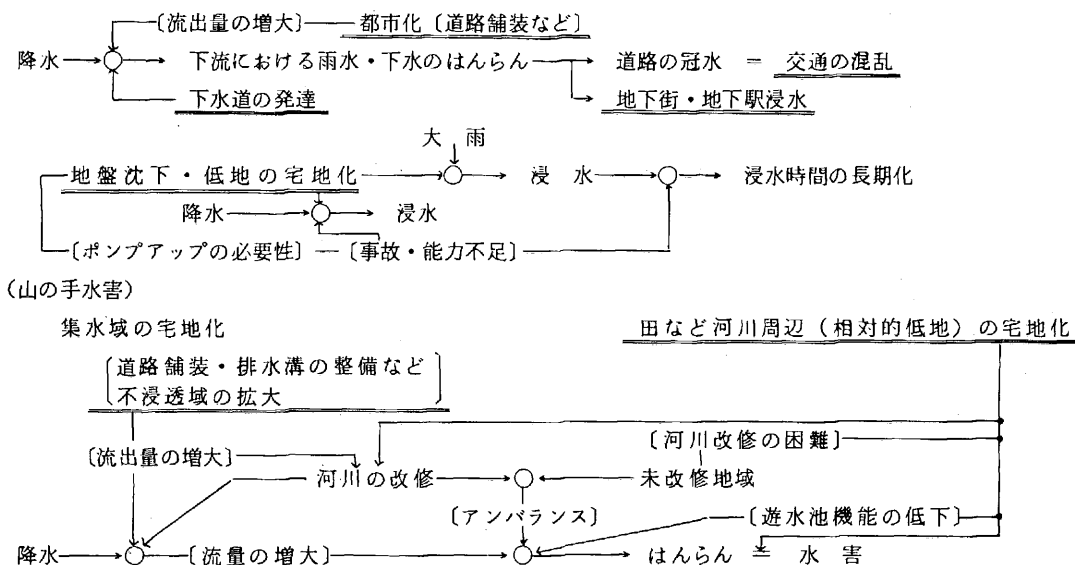 〔流出量の増大〕 都市化〔道路舗装など〕
降水 下流における雨水・下水のはんらん 道路の冠水 = 交通の混乱
下水道の発達 地下街・地下駅浸水
大雨
地盤沈下・低地の宅地化 浸水 浸水時間の長期化
降水 浸水
〔ポンプアップの必要性〕 〔事故・能力不足〕
(山の手水害)
集水域の宅地化 田など河川周辺(相対的低地)の宅地化
〔道路舗装・排水溝の整備など
不浸透域の拡大〕
〔河川改修の困難〕
〔流出量の増大〕
河川の改修 未改修地域
〔アンバランス〕 〔遊水池機能の低下〕
降水 〔流量の増大〕 はんらん = 水害